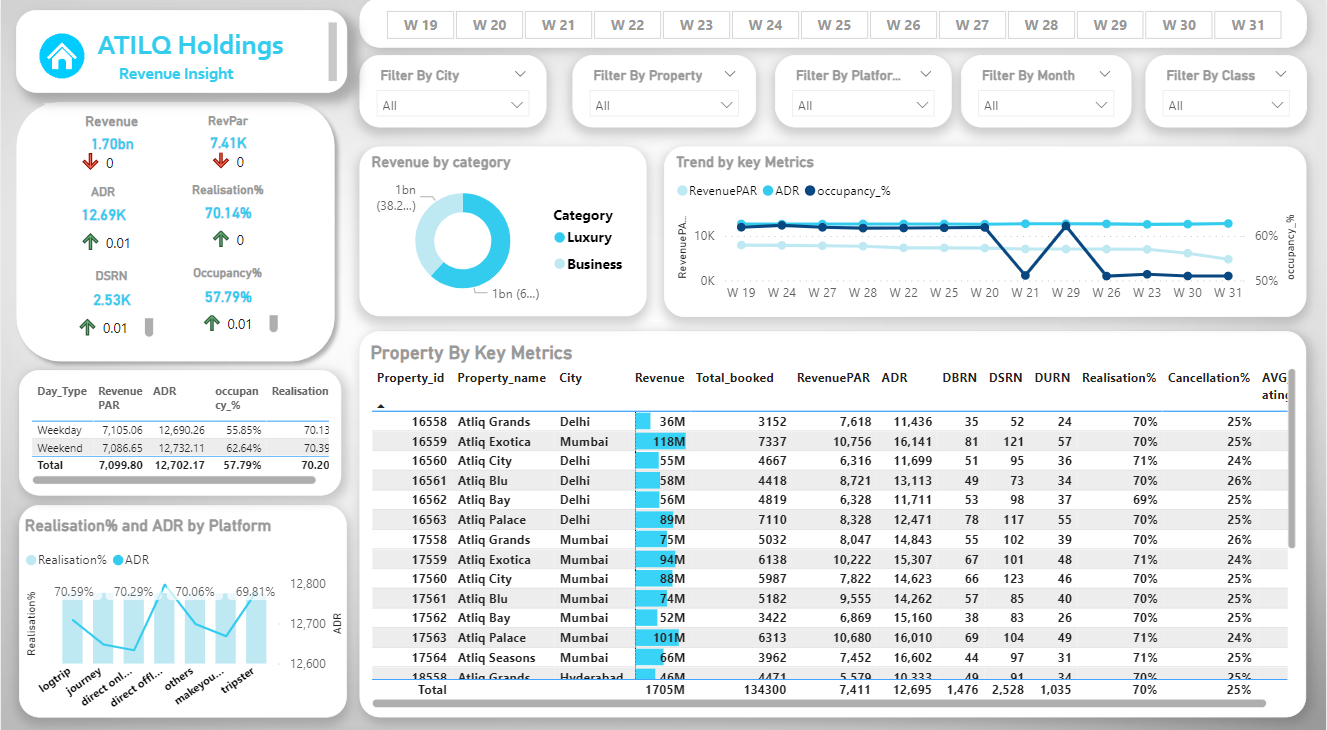 ATILQ Holdings
Revenue Insight
W 19 W 20 W 21 W 22 W 23 W 24 W 25 W 26 W 27 W 28 W 29 W 30 W 31
Filter By City
All
Filter By Property
All
Filter By Platfor...
All
Filter By Month
All
Filter By Class
All
Revenue
1.70bn
0
RevPar
7.41K
0
ADR
12.69K
0.01
Realisation%
70.14%
0
DSRN
2.53K
0.01
Occupancy%
57.79%
0.01
Revenue by category
1bn
(38.2...)
1bn (6...)
Category
Luxury
Business
Trend by key Metrics
RevenuePAR ADR occupancy_%
RevenuePA...
10K
0K
60%
50%
occupancy_%
W 19 W 24 W 27 W 28 W 22 W 25 W 20 W 21 W 29 W 26 W 23 W 30 W 31
Day_Type Revenue PAR ADR occupan cy_% Realisation
Weekday 7,105.06 12,690.26 55.85% 70.13
Weekend 7,086.65 12,732.11 62.64% 70.39
Total 7,099.80 12,702.17 57.79% 70.20
Realisation% and ADR by Platform
Realisation% ADR
Realisation%
70.59% 70.29% 70.06% 69.81%
12,800
12,700
12,600
ADR
logtrip
journey
direct onl...
direct offl...
others
makeyou...
tripster
Property By Key Metrics
Property_id Property_name City Revenue Total_booked RevenuePAR ADR DBRN DSRN DURN Realisation% Cancellation% AVG
ating
16558 Atliq Grands Delhi 36M 3152 7,618 11,436 35 52 24 70% 25%
16559 Atliq Exotica Mumbai 118M 7337 10,756 16,141 81 121 57 70% 25%
16560 Atliq City Delhi 55M 4667 6,316 11,699 51 95 36 71% 24%
16561 Atliq Blu Delhi 58M 4418 8,721 13,113 49 73 34 70% 26%
16562 Atliq Bay Delhi 56M 4819 6,328 11,711 53 98 37 69% 25%
16563 Atliq Palace Delhi 89M 7110 8,328 12,471 78 117 55 70% 25%
17558 Atliq Grands Mumbai 75M 5032 8,047 14,843 55 102 39 70% 26%
17559 Atliq Exotica Mumbai 94M 6138 10,222 15,307 67 101 48 71% 24%
17560 Atliq City Mumbai 88M 5987 7,822 14,623 66 123 46 70% 25%
17561 Atliq Blu Mumbai 74M 5182 9,555 14,262 57 85 40 70% 25%
17562 Atliq Bay Mumbai 52M 3422 6,869 15,160 38 83 26 70% 25%
17563 Atliq Palace Mumbai 101M 6313 10,680 16,010 69 104 49 71% 24%
17564 Atliq Seasons Mumbai 66M 3962 7,452 16,602 44 97 31 71% 25%
18558 Atliq Grands Hyderabad 46M 4471 5,579 10,333 49 91 34 70% 25%
Total 1705M 134300 7,411 12,695 1,476 2,528 1,035 70% 25%